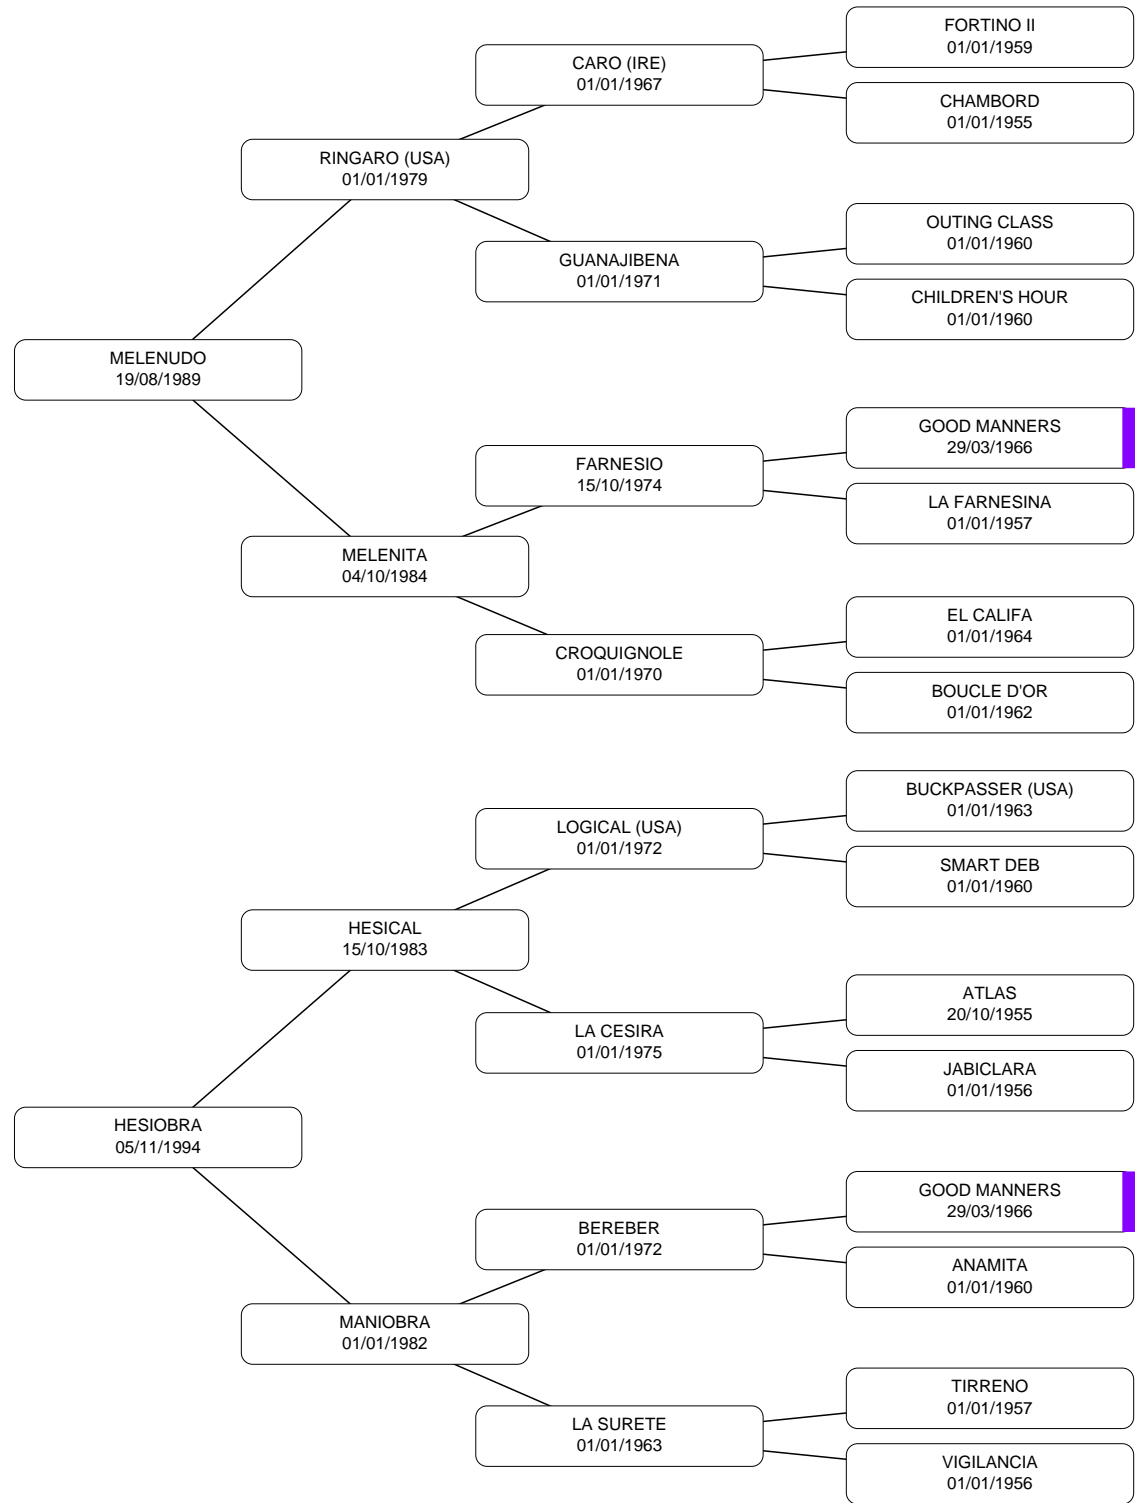 FORTINO II
01/01/1959
CARO (IRE)
01/01/1967
CHAMBORD
01/01/1955
RINGARO (USA)
01/01/1979
OUTING CLASS
01/01/1960
GUANAJIBENA
01/01/1971
CHILDREN'S HOUR
01/01/1960
MELENUDO
19/08/1989
GOOD MANNERS
29/03/1966
FARNESIO
15/10/1974
LA FARNESINA
01/01/1957
MELENITA
04/10/1984
EL CALIFA
01/01/1964
CROQUIGNOLE
01/01/1970
BOUCLE D'OR
01/01/1962
BUCKPASSER (USA)
01/01/1963
LOGICAL (USA)
01/01/1972
SMART DEB
01/01/1960
HESICAL
15/10/1983
ATLAS
20/10/1955
LA CESIRA
01/01/1975
JABICLARA
01/01/1956
HESIOBRA
05/11/1994
GOOD MANNERS
29/03/1966
BEREBER
01/01/1972
ANAMITA
01/01/1960
MANIOBRA
01/01/1982
TIRRENO
01/01/1957
LA SURETE
01/01/1963
VIGILANCIA
01/01/1956